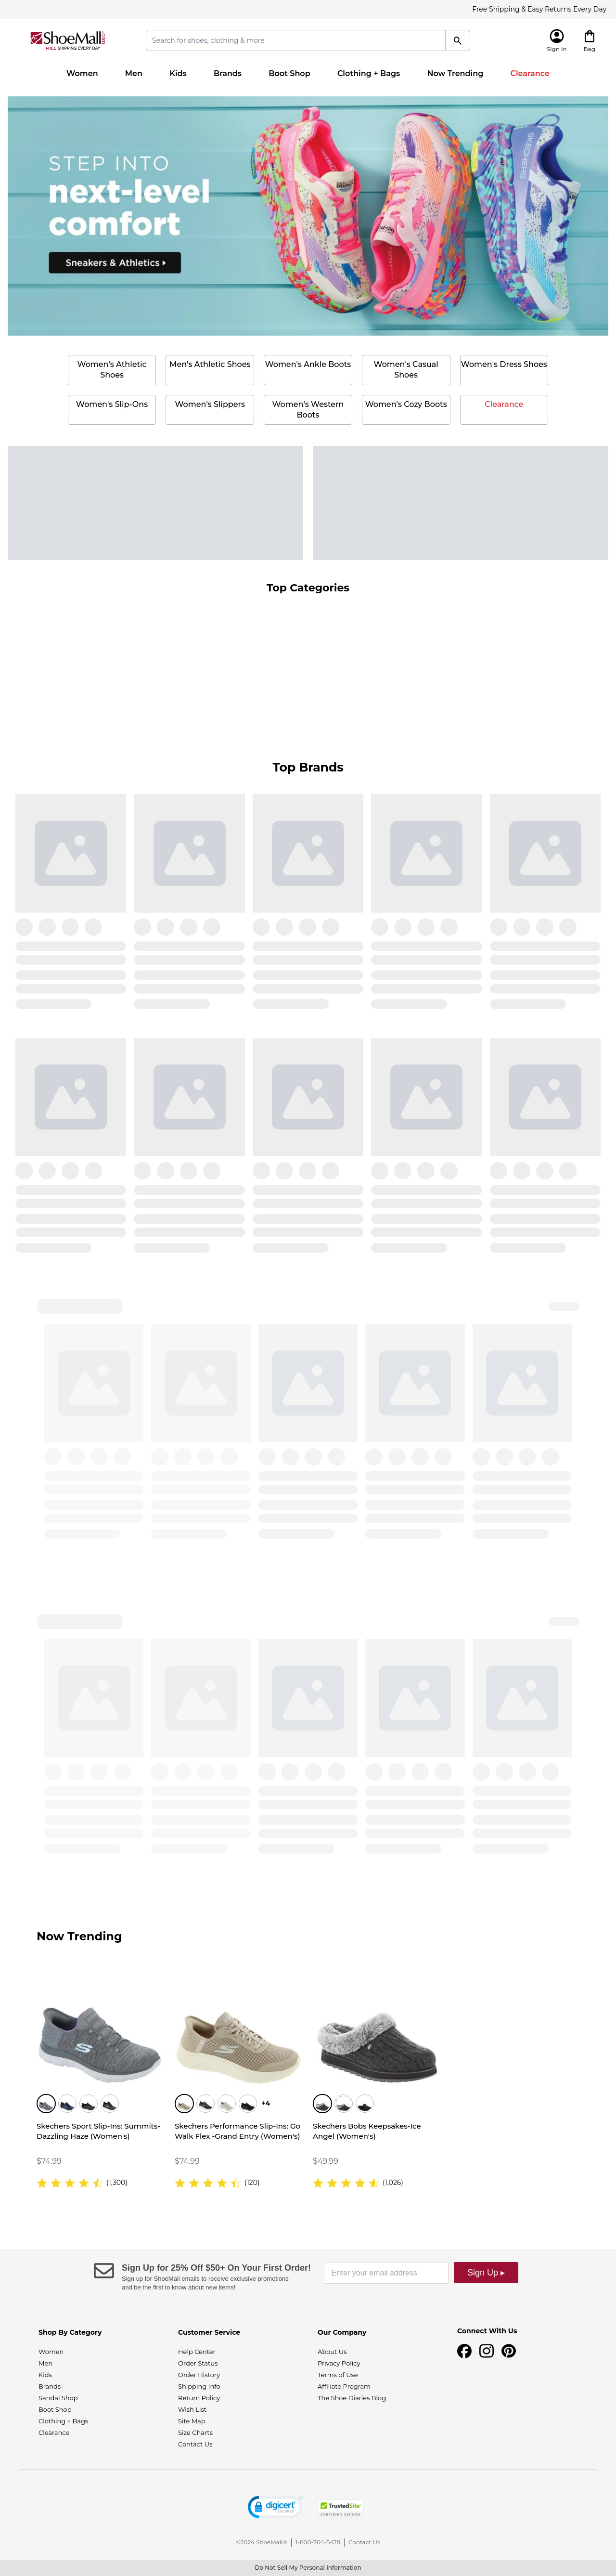 Free Shipping & Easy Returns Every Day
ShoeMall
FREE SHIPPING EVERY DAY
Search for shoes, clothing & more
Sign In
Bag
Women
Men
Kids
Brands
Boot Shop
Clothing + Bags
Now Trending
Clearance
STEP INTO
next-level
comfort
Sneakers & Athletics
SKECHERS
Women's Athletic
Shoes
Men's Athletic Shoes
Women's Ankle Boots
Women's Casual
Shoes
Women's Dress Shoes
Women's Slip-Ons
Women's Slippers
Women's Western
Boots
Women's Cozy Boots
Clearance
Top Categories
Top Brands
Now Trending
+4
Skechers Sport Slip-Ins: Summits-
Dazzling Haze (Women's)
$74.99
(1,300)
Skechers Performance Slip-Ins: Go
Walk Flex -Grand Entry (Women's)
$74.99
(120)
Skechers Bobs Keepsakes-Ice
Angel (Women's)
$49.99
(1,026)
Sign Up for 25% Off $50+ On Your First Order!
Sign up for ShoeMall emails to receive exclusive promotions
and be the first to know about new items!
Enter your email address
Sign Up ▸
Shop By Category
Women
Men
Kids
Brands
Sandal Shop
Boot Shop
Clothing + Bags
Clearance
Customer Service
Help Center
Order Status
Order History
Shipping Info
Return Policy
Wish List
Site Map
Size Charts
Contact Us
Our Company
About Us
Privacy Policy
Terms of Use
Affiliate Program
The Shoe Diaries Blog
Connect With Us
digicert
SECURED
TrustedSite
CERTIFIED SECURE
©2024 ShoeMall®
1-800-704-5478
Contact Us
Do Not Sell My Personal Information